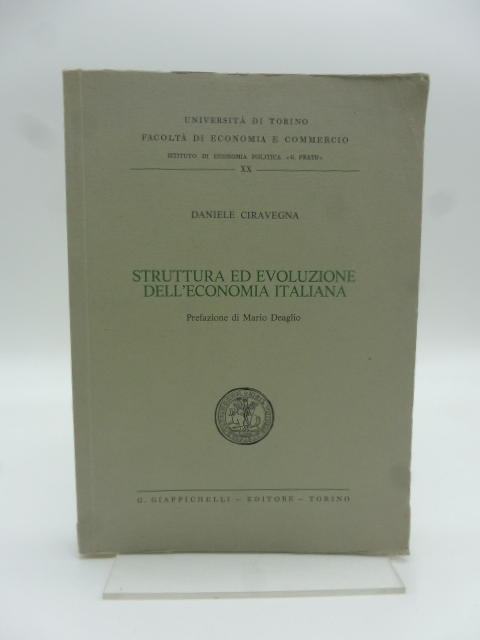 UNIVERSITÀ DI TORINO
FACOLTÀ DI ECONOMIA E COMMERCIO
ISTITUTO DI ECONOMIA POLITICA «G. PRATO»
XX
DANIELE CIRAVEGNA
STRUTTURA ED EVOLUZIONE
DELL'ECONOMIA ITALIANA
Prefazione di Mario Deaglio
G. GIAPPICHELLI – EDITORE – TORINO